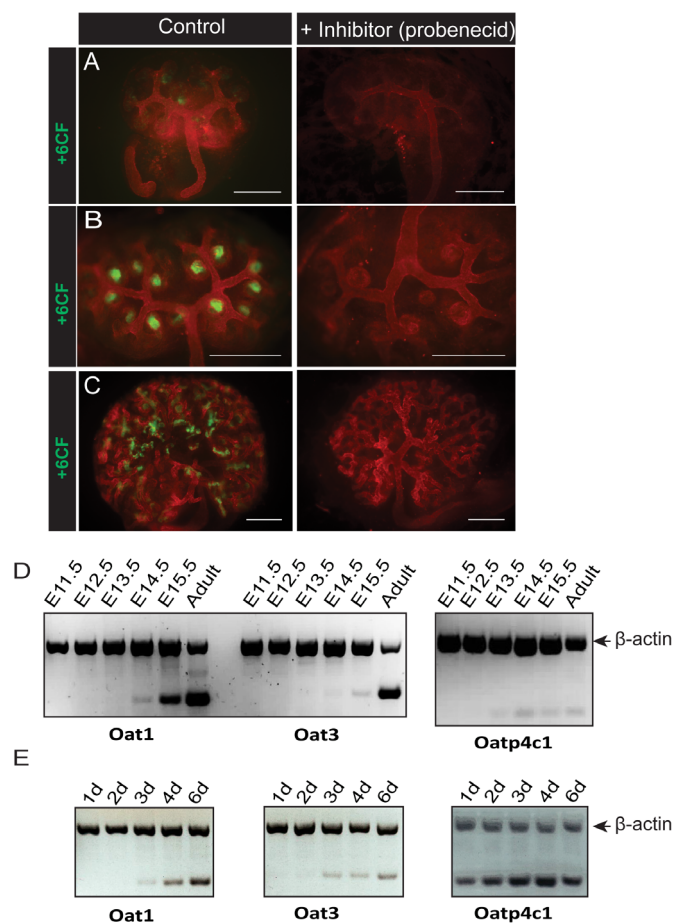 Control
+ Inhibitor (probenecid)
A
+6CF
B
+6CF
C
+6CF
D
E11.5 E12.5 E13.5 E14.5 E15.5 Adult E11.5 E12.5 E13.5 E14.5 E15.5 Adult E11.5 E12.5 E13.5 E14.5 E15.5 Adult
β-actin
Oat1 Oat3 Oatp4c1
E
1d 2d 3d 4d 6d 1d 2d 3d 4d 6d 1d 2d 3d 4d 6d
β-actin
Oat1 Oat3 Oatp4c1